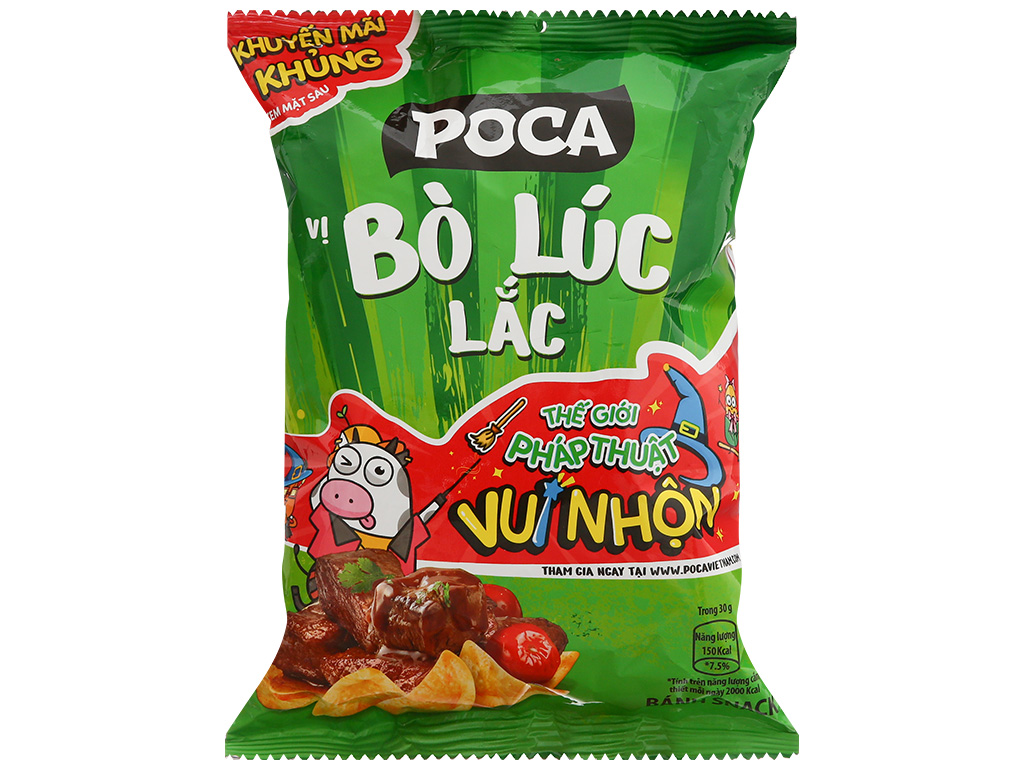 KHUYẾN MÃI
KHỦNG
XEM MẶT SAU
POCA
VỊ
BÒ LÚC
LẮC
THẾ GIỚI
PHÁP THUẬT
VUI NHỘN
THAM GIA NGAY TẠI WWW.POCAVIETNAM.COM
Trong 30 g
Năng lượng
150 Kcal
*7.5%
*Tính trên năng lượng cần
thiết mỗi ngày 2000 Kcal
BÁNH SNACK